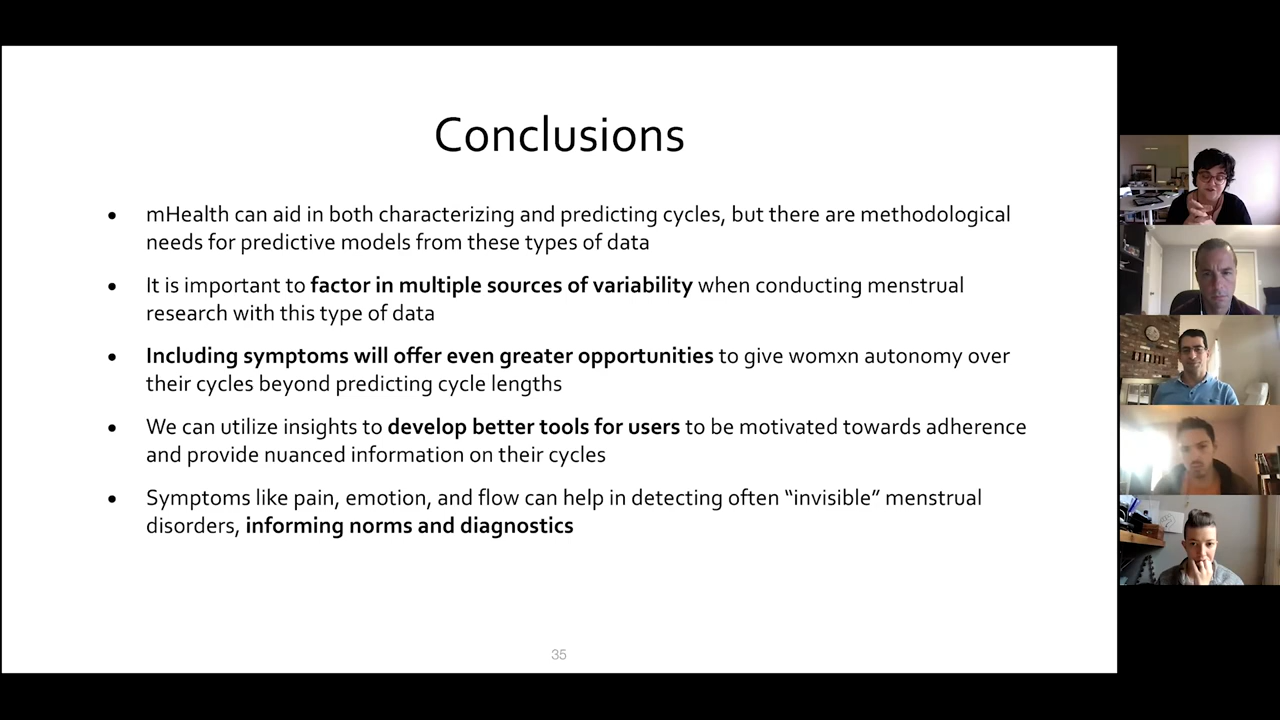 Conclusions
• mHealth can aid in both characterizing and predicting cycles, but there are methodological
needs for predictive models from these types of data
• It is important to factor in multiple sources of variability when conducting menstrual
research with this type of data
• Including symptoms will offer even greater opportunities to give womxn autonomy over
their cycles beyond predicting cycle lengths
• We can utilize insights to develop better tools for users to be motivated towards adherence
and provide nuanced information on their cycles
• Symptoms like pain, emotion, and flow can help in detecting often “invisible” menstrual
disorders, informing norms and diagnostics
35